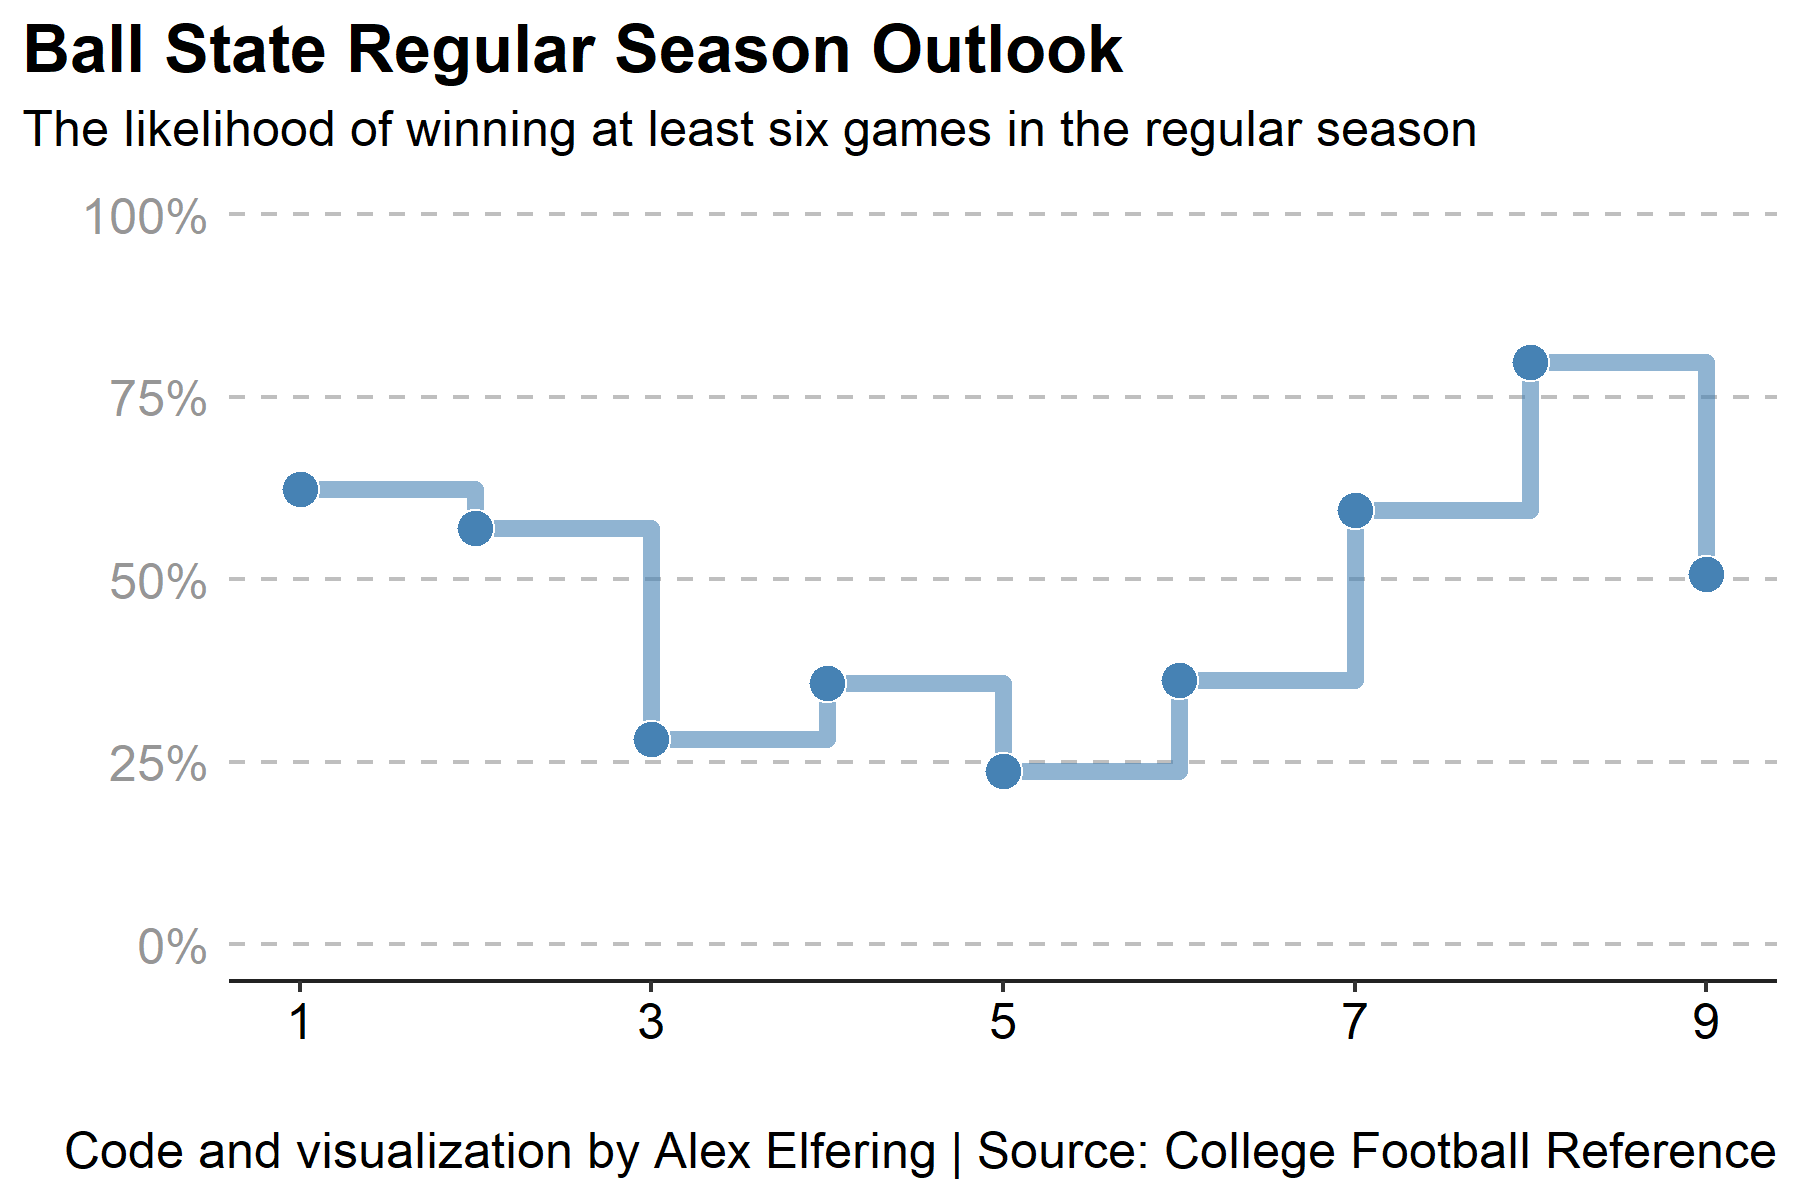 Ball State Regular Season Outlook
The likelihood of winning at least six games in the regular season
100%
75%
50%
25%
0%
1 3 5 7 9
Code and visualization by Alex Elfering | Source: College Football Reference